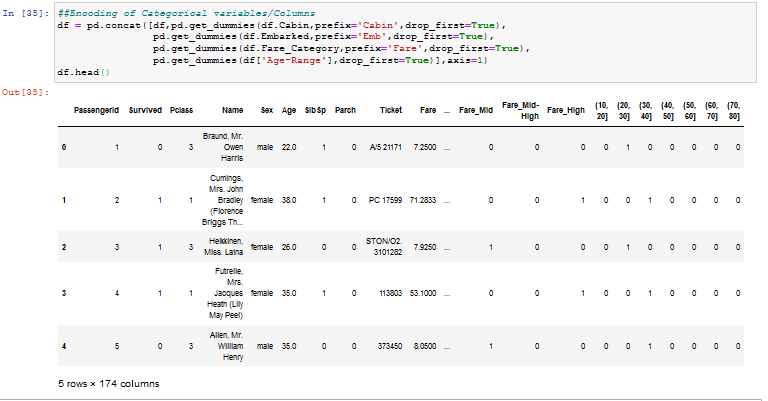 In [35]: ##Enooding of Categorical variables/Columns
df = pd.concat([df,pd.get_dummies(df.Cabin,prefix='Cabin',drop_first=True),
pd.get_dummies(df.Embarked,prefix='Emb',drop_first=True),
pd.get_dummies(df.Fare_Category,prefix='Fare',drop_first=True),
pd.get_dummies(df['Age-Range'],drop_first=True)],axis=1)
df.head()
Out[35]:
PassengerId Survived Pclass Name Sex Age SibSp Parch Ticket Fare ... Fare_Mid Fare_Mid-High Fare_High (10, 20] (20, 30] (30, 40] (40, 50] (50, 60] (60, 70] (70, 80]
0 1 0 3 Braund, Mr. Owen Harris male 22.0 1 0 A/5 21171 7.2500 ... 0 0 0 0 1 0 0 0 0 0
1 2 1 1 Cumings, Mrs. John Bradley (Florence Briggs Th... female 38.0 1 0 PC 17599 71.2833 ... 0 0 1 0 0 1 0 0 0 0
2 3 1 3 Heikkinen, Miss. Laina female 26.0 0 0 STON/O2. 3101282 7.9250 ... 1 0 0 0 1 0 0 0 0 0
3 4 1 1 Futrelle, Mrs. Jacques Heath (Lily May Peel) female 35.0 1 0 113803 53.1000 ... 0 0 1 0 0 1 0 0 0 0
4 5 0 3 Allen, Mr. William Henry male 35.0 0 0 373450 8.0500 ... 1 0 0 0 0 1 0 0 0 0
5 rows × 174 columns